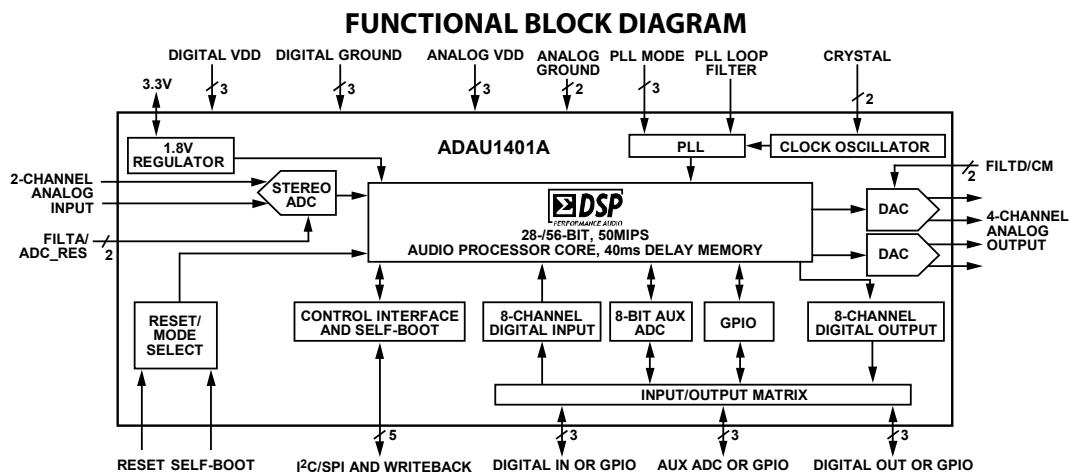 FUNCTIONAL BLOCK DIAGRAM
DIGITAL VDD
DIGITAL GROUND
ANALOG VDD
ANALOG
GROUND
PLL MODE
PLL LOOP
FILTER
CRYSTAL
3.3V
3
3
3
2
3
2
1.8V
REGULATOR
ADAU1401A
PLL
CLOCK OSCILLATOR
2-CHANNEL
ANALOG
INPUT
STEREO
ADC
FILTA/
ADC_RES
2
ΣDSP
PERFORMANCE AUDIO
28-/56-BIT, 50MIPS
AUDIO PROCESSOR CORE, 40ms DELAY MEMORY
2
FILTD/CM
DAC
DAC
4-CHANNEL
ANALOG
OUTPUT
RESET/
MODE
SELECT
CONTROL INTERFACE
AND SELF-BOOT
8-CHANNEL
DIGITAL INPUT
8-BIT AUX
ADC
GPIO
8-CHANNEL
DIGITAL OUTPUT
INPUT/OUTPUT MATRIX
5
3
3
3
RESET
SELF-BOOT
I²C/SPI AND WRITEBACK
DIGITAL IN OR GPIO
AUX ADC OR GPIO
DIGITAL OUT OR GPIO